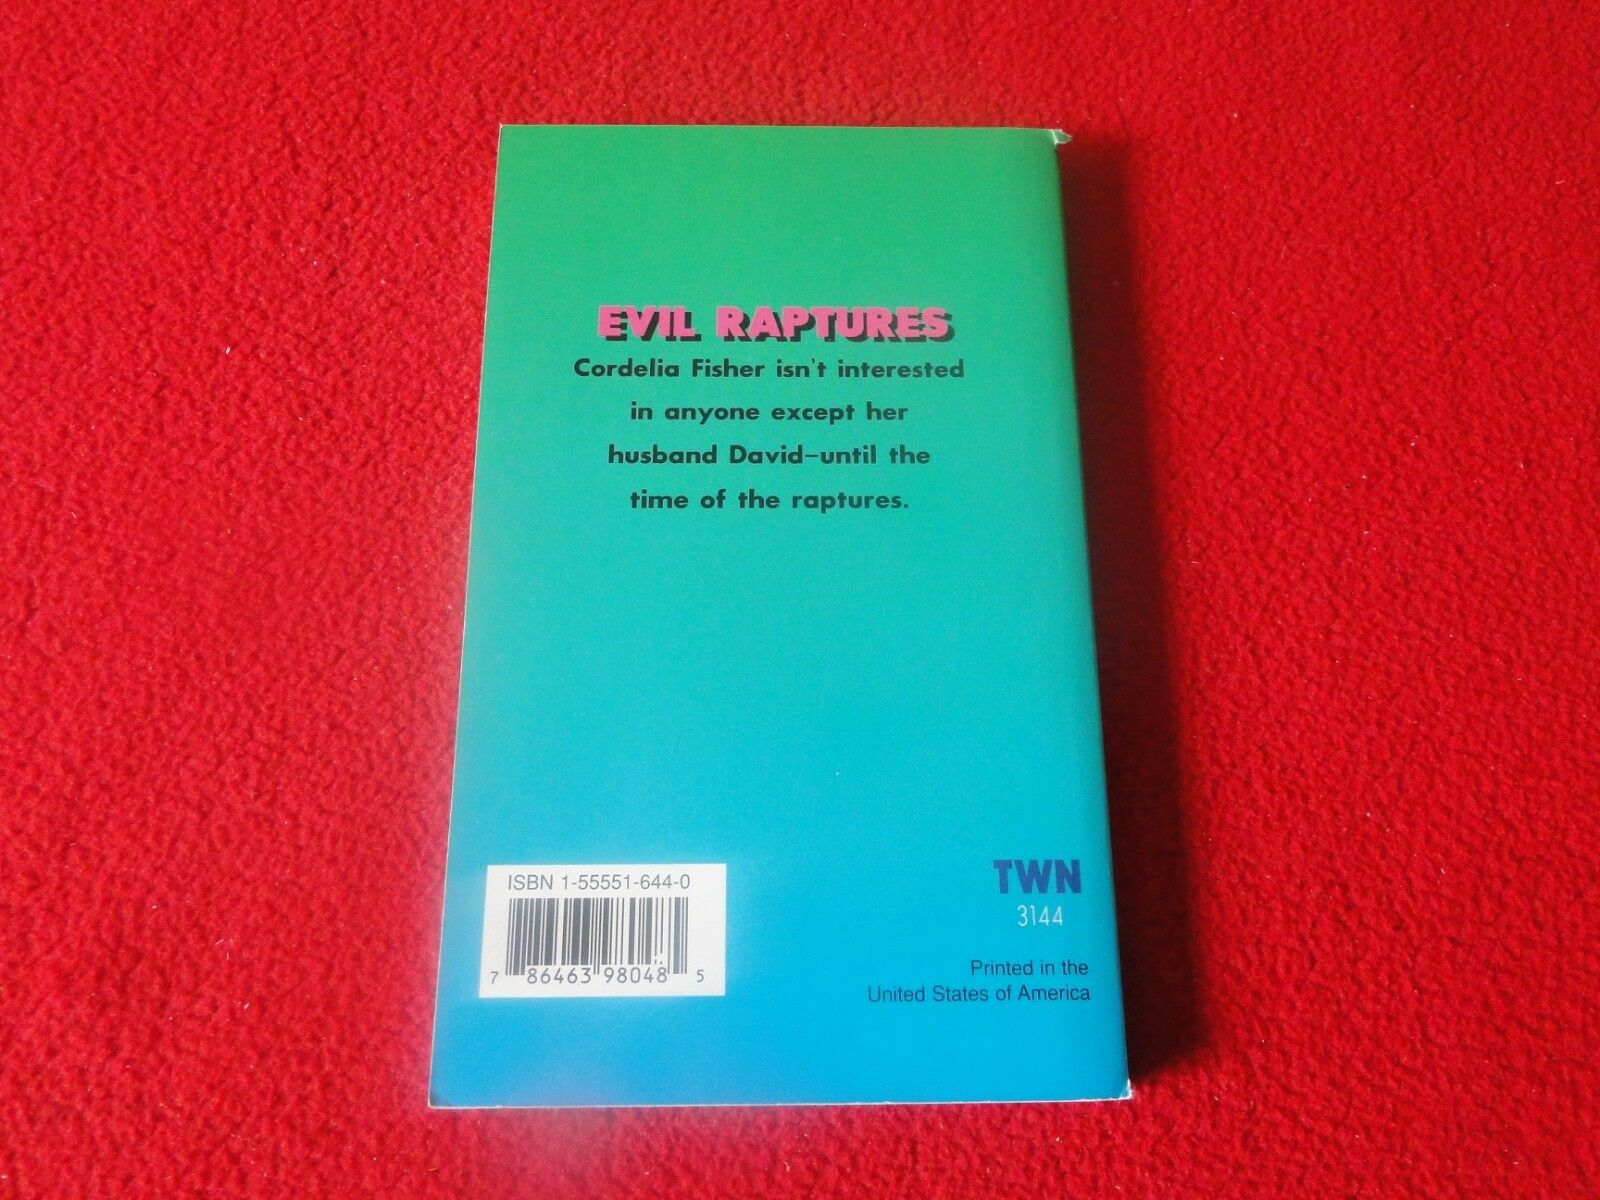 EVIL RAPTURES
Cordelia Fisher isn't interested
in anyone except her
husband David–until the
time of the raptures.
ISBN 1-55551-644-0
7 86463 98048 5
TWN
3144
Printed in the
United States of America